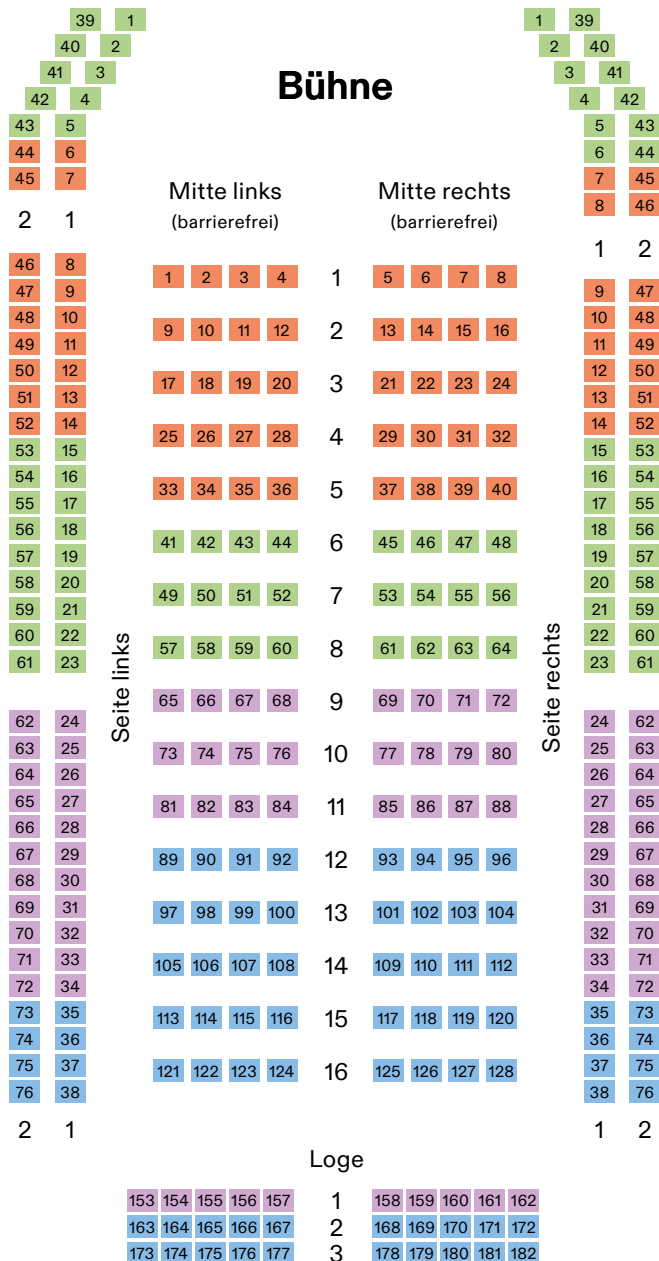 39 1 1 39
40 2 2 40
41 3 3 41
42 4 Bühne 4 42
43 5 5 43
44 6 6 44
45 7 Mitte links Mitte rechts 7 45
2 1 (barrierefrei) (barrierefrei) 8 46
1 2
46 8 1 2 3 4 1 5 6 7 8
47 9 9 47
48 10 9 10 11 12 2 13 14 15 16 10 48
49 11 11 49
50 12 17 18 19 20 3 21 22 23 24 12 50
51 13 13 51
52 14 25 26 27 28 4 29 30 31 32 14 52
53 15 15 53
54 16 33 34 35 36 5 37 38 39 40 16 54
55 17 17 55
56 18 41 42 43 44 6 45 46 47 48 18 56
57 19 19 57
58 20 49 50 51 52 7 53 54 55 56 20 58
59 21 21 59
60 22 57 58 59 60 8 61 62 63 64 22 60
61 23 23 61
Seite links
Seite rechts
65 66 67 68 9 69 70 71 72
62 24 24 62
63 25 73 74 75 76 10 77 78 79 80 25 63
64 26 26 64
65 27 81 82 83 84 11 85 86 87 88 27 65
66 28 28 66
67 29 89 90 91 92 12 93 94 95 96 29 67
68 30 30 68
69 31 97 98 99 100 13 101 102 103 104 31 69
70 32 32 70
71 33 105 106 107 108 14 109 110 111 112 33 71
72 34 34 72
73 35 113 114 115 116 15 117 118 119 120 35 73
74 36 36 74
75 37 121 122 123 124 16 125 126 127 128 37 75
76 38 38 76
2 1 1 2
Loge
153 154 155 156 157 1 158 159 160 161 162
163 164 165 166 167 2 168 169 170 171 172
173 174 175 176 177 3 178 179 180 181 182